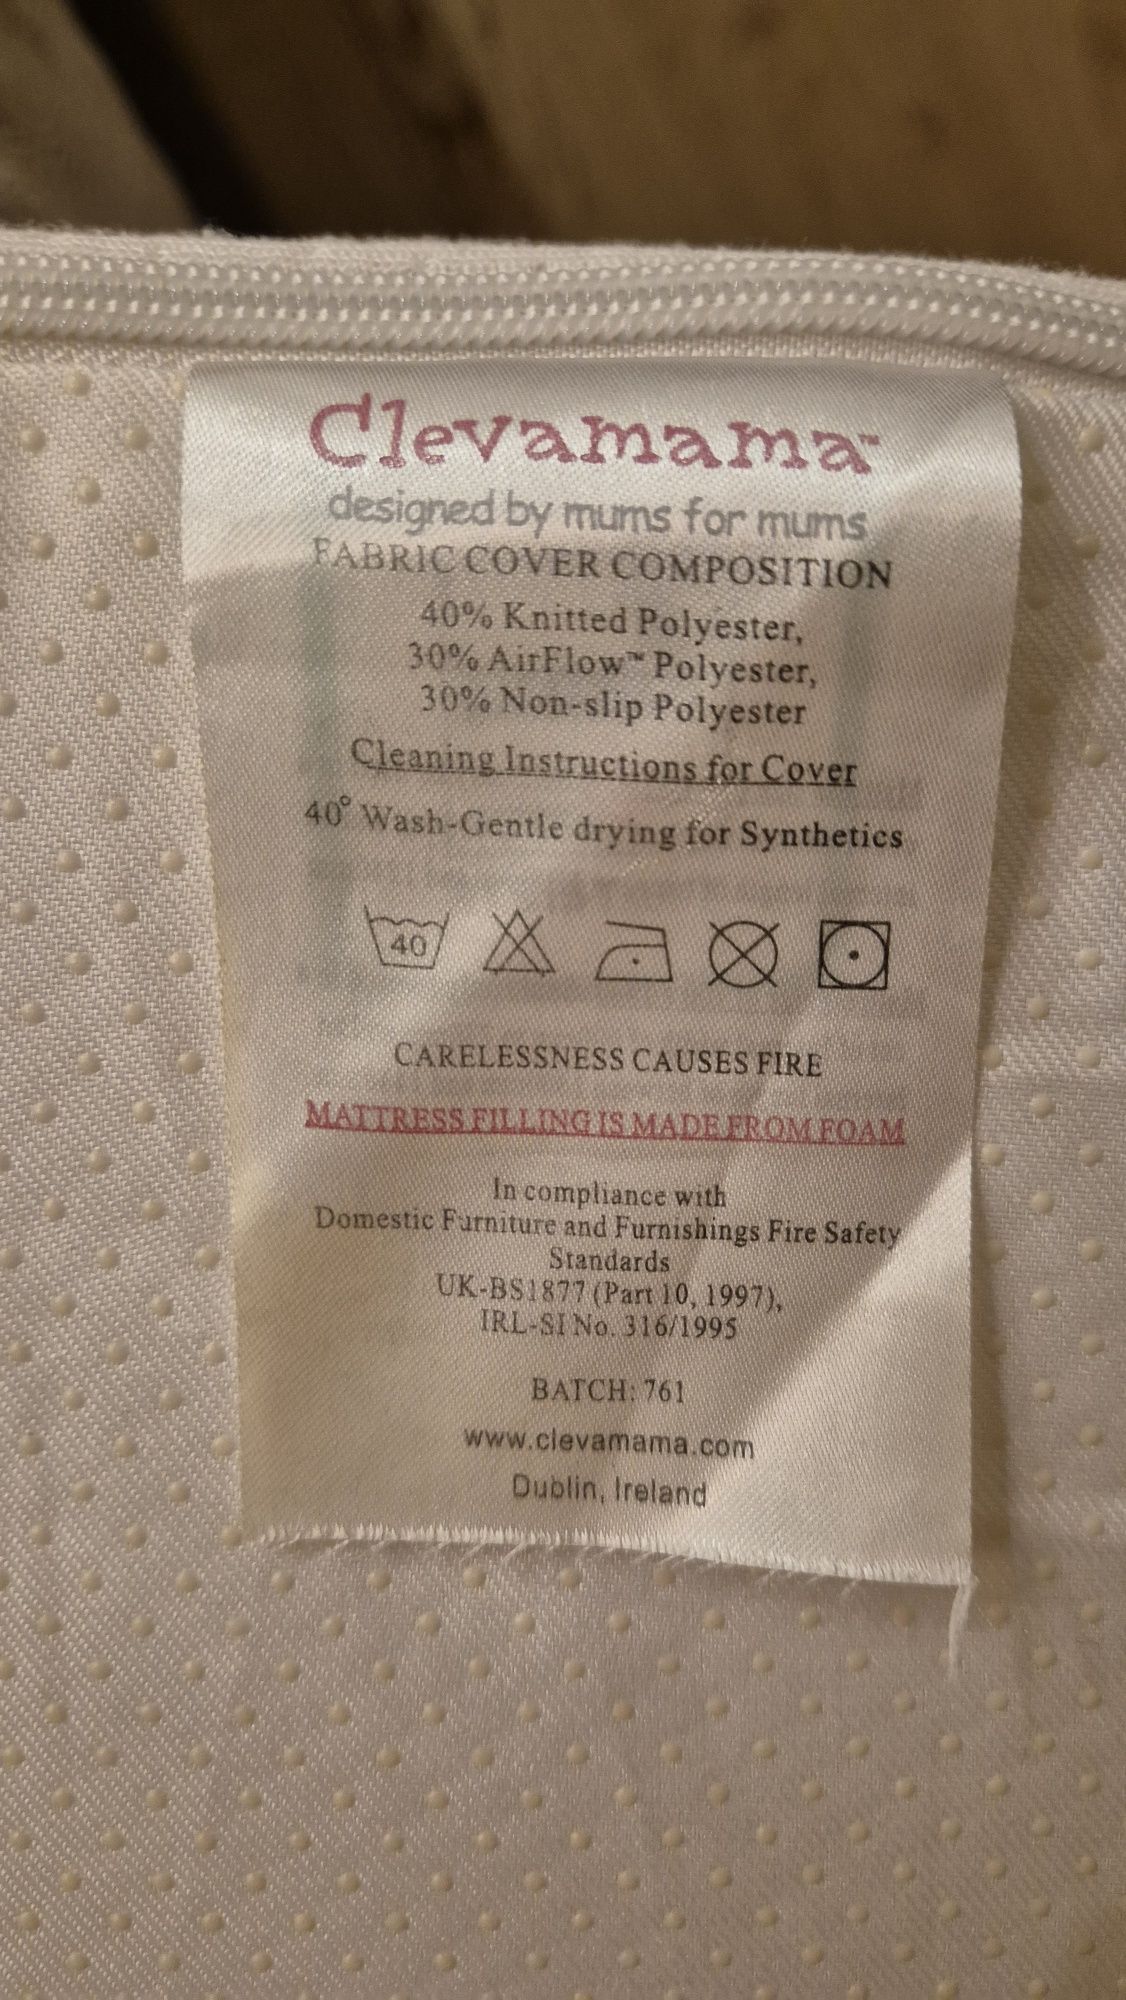 Clevamama™
designed by mums for mums
FABRIC COVER COMPOSITION
40% Knitted Polyester,
30% AirFlow™ Polyester,
30% Non-slip Polyester
Cleaning Instructions for Cover
40° Wash-Gentle drying for Synthetics
40
CARELESSNESS CAUSES FIRE
MATTRESS FILLING IS MADE FROM FOAM
In compliance with
Domestic Furniture and Furnishings Fire Safety
Standards
UK-BS1877 (Part 10, 1997),
IRL-SI No. 316/1995
BATCH: 761
www.clevamama.com
Dublin, Ireland